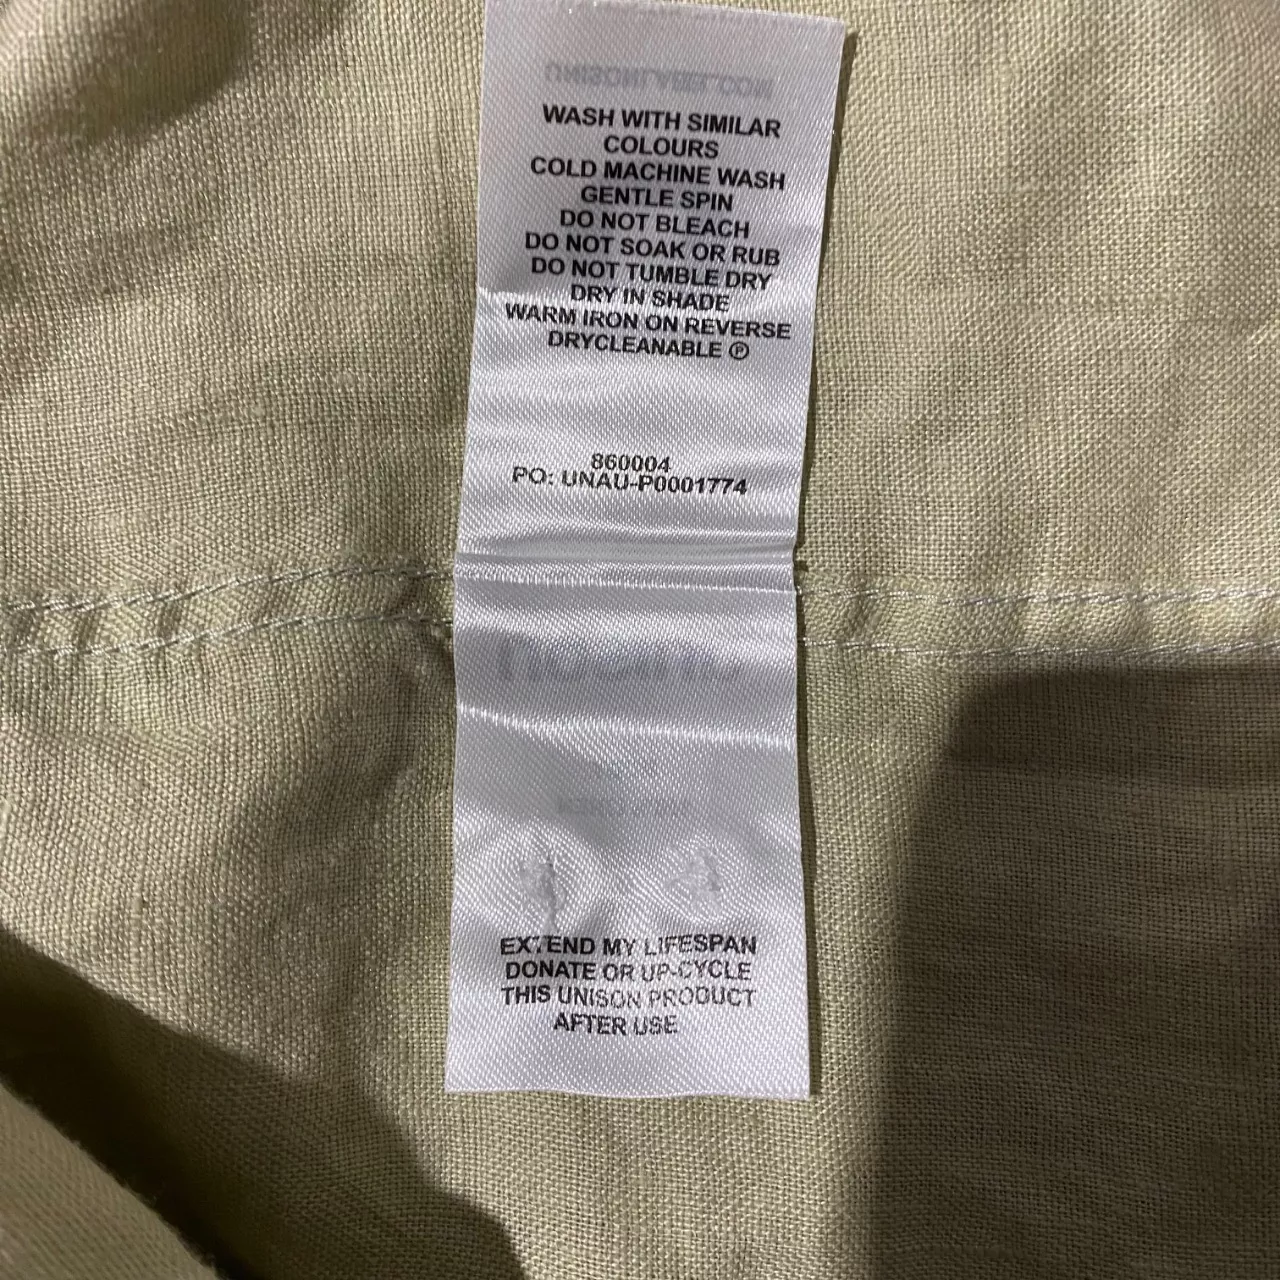 WASH WITH SIMILAR
COLOURS
COLD MACHINE WASH
GENTLE SPIN
DO NOT BLEACH
DO NOT SOAK OR RUB
DO NOT TUMBLE DRY
DRY IN SHADE
WARM IRON ON REVERSE
DRYCLEANABLE Ⓟ
860004
PO: UNAU-P0001774
EXTEND MY LIFESPAN
DONATE OR UP-CYCLE
THIS UNISON PRODUCT
AFTER USE